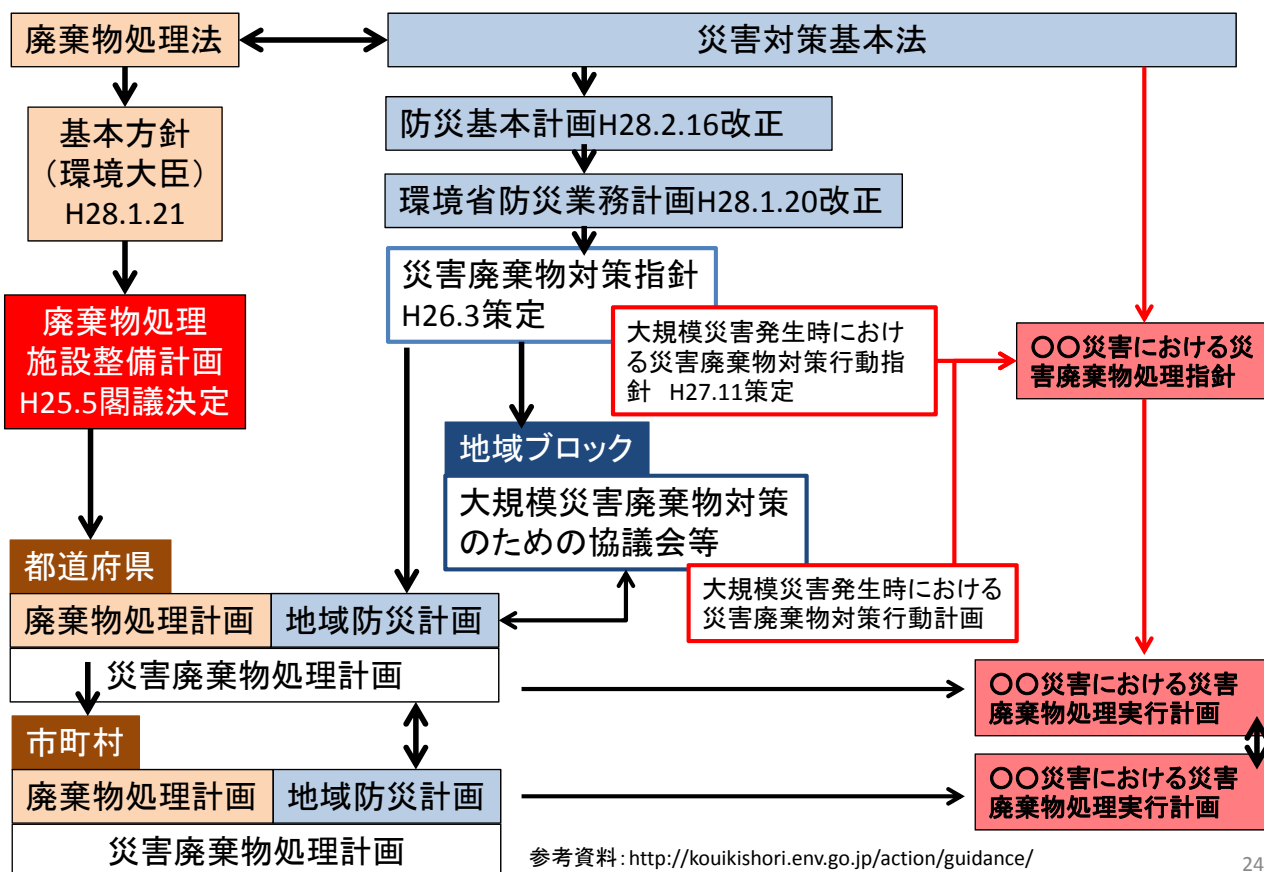 廃棄物処理法
災害対策基本法
基本方針
（環境大臣）
H28.1.21
防災基本計画H28.2.16改正
環境省防災業務計画H28.1.20改正
災害廃棄物対策指針
H26.3策定
廃棄物処理
施設整備計画
H25.5閣議決定
大規模災害発生時におけ
る災害廃棄物対策行動指
針 H27.11策定
〇〇災害における災
害廃棄物処理指針
地域ブロック
大規模災害廃棄物対策
のための協議会等
大規模災害発生時における
災害廃棄物対策行動計画
都道府県
廃棄物処理計画
地域防災計画
災害廃棄物処理計画
〇〇災害における災害
廃棄物処理実行計画
市町村
廃棄物処理計画
地域防災計画
災害廃棄物処理計画
〇〇災害における災害
廃棄物処理実行計画
参考資料：http://kouikishori.env.go.jp/action/guidance/
24